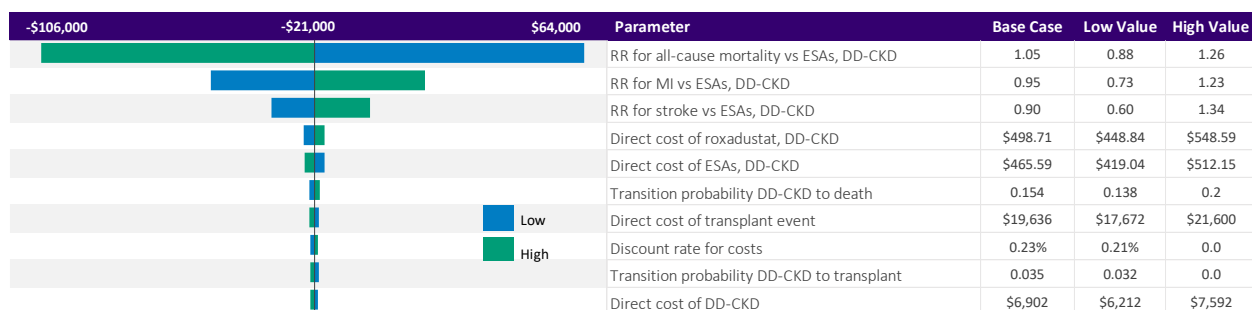 -$106,000 -$21,000 $64,000 Parameter Base Case Low Value High Value
RR for all-cause mortality vs ESAs, DD-CKD 1.05 0.88 1.26
RR for MI vs ESAs, DD-CKD 0.95 0.73 1.23
RR for stroke vs ESAs, DD-CKD 0.90 0.60 1.34
Direct cost of roxadustat, DD-CKD $498.71 $448.84 $548.59
Direct cost of ESAs, DD-CKD $465.59 $419.04 $512.15
Transition probability DD-CKD to death 0.154 0.138 0.2
Low Direct cost of transplant event $19,636 $17,672 $21,600
High Discount rate for costs 0.23% 0.21% 0.0
Transition probability DD-CKD to transplant 0.035 0.032 0.0
Direct cost of DD-CKD $6,902 $6,212 $7,592